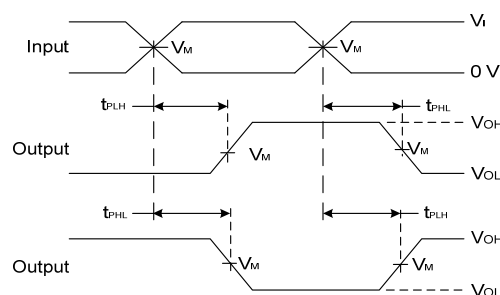 Input
VI
VM
VM
0 V
tPLH
tPHL
VOH
Output
VM
VM
VOL
tPHL
tPLH
VOH
Output
VM
VM
VOL